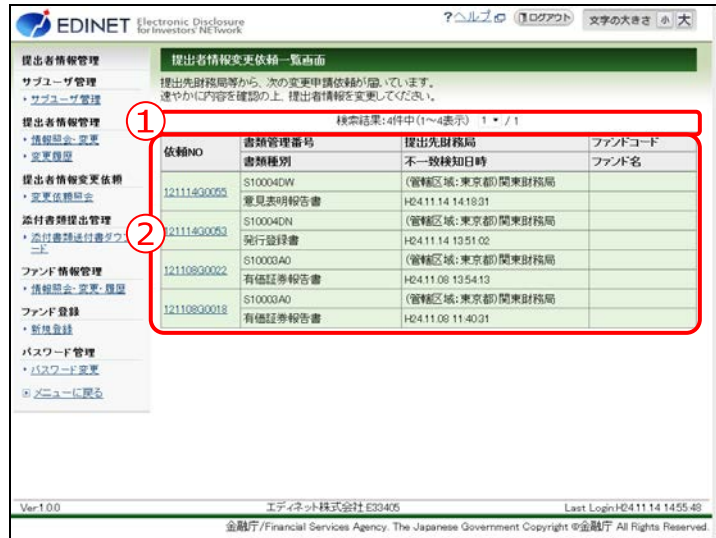 EDINET Electronic Disclosure for Investors' NETwork
?ヘルプ ログアウト 文字の大きさ 小 大
提出者情報管理
サブユーザ管理
・サブユーザ管理
提出者情報管理
・情報照会・変更
・変更履歴
提出者情報変更依頼
・変更依頼照会
添付書類提出管理
・添付書類送付書ダウンロード
ファンド情報管理
・情報照会・変更・履歴
ファンド登録
・新規登録
パスワード管理
・パスワード変更
メニューに戻る
提出者情報変更依頼一覧画面
提出先財務局等から、次の変更申請依頼が届いています。
速やかに内容を確認の上、提出者情報を変更してください。
①
検索結果:4件中(1～4表示) 1 / 1
②
依頼NO 書類管理番号 提出先財務局 ファンドコード
書類種別 不一致検知日時 ファンド名
121114G0055 S10004DW (管轄区域:東京都)関東財務局
意見表明報告書 H24.11.14 14:18:31
121114G0053 S10004DN (管轄区域:東京都)関東財務局
発行登録書 H24.11.14 13:51:02
121108G0022 S10003A0 (管轄区域:東京都)関東財務局
有価証券報告書 H24.11.08 13:54:13
121108G0018 S10003A0 (管轄区域:東京都)関東財務局
有価証券報告書 H24.11.08 11:40:31
Ver.1.0.0 エディネット株式会社:E33405 Last Login:H24.11.14 14:55:48
金融庁/Financial Services Agency. The Japanese Government Copyright ©金融庁 All Rights Reserved.